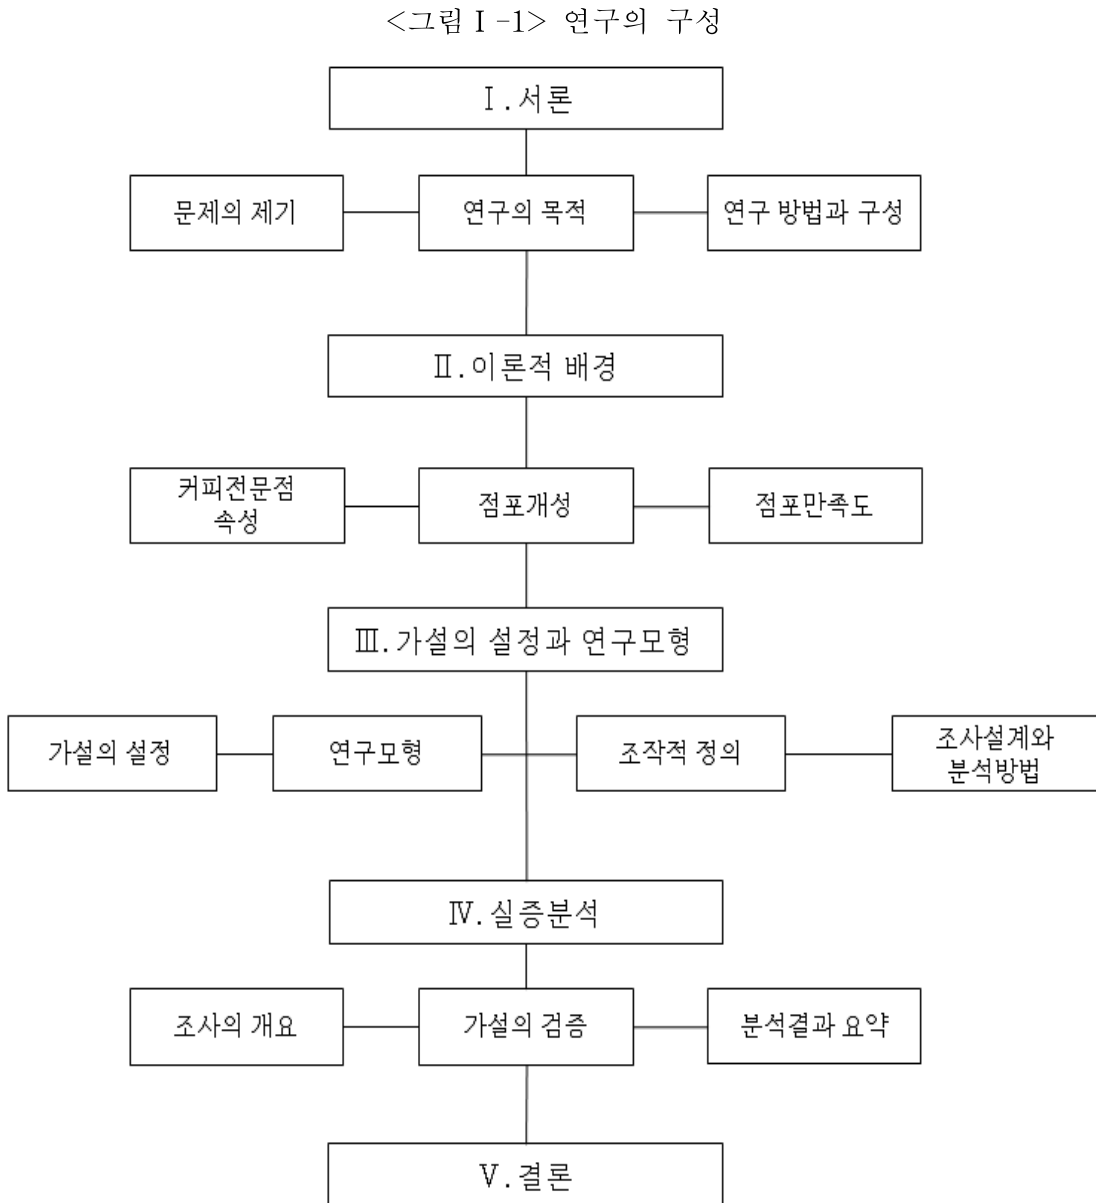 <그림Ⅰ-1> 연구의 구성
Ⅰ.서론
문제의 제기
연구의 목적
연구 방법과 구성
Ⅱ.이론적 배경
커피전문점
속성
점포개성
점포만족도
Ⅲ.가설의 설정과 연구모형
가설의 설정
연구모형
조작적 정의
조사설계와
분석방법
Ⅳ.실증분석
조사의 개요
가설의 검증
분석결과 요약
Ⅴ.결론